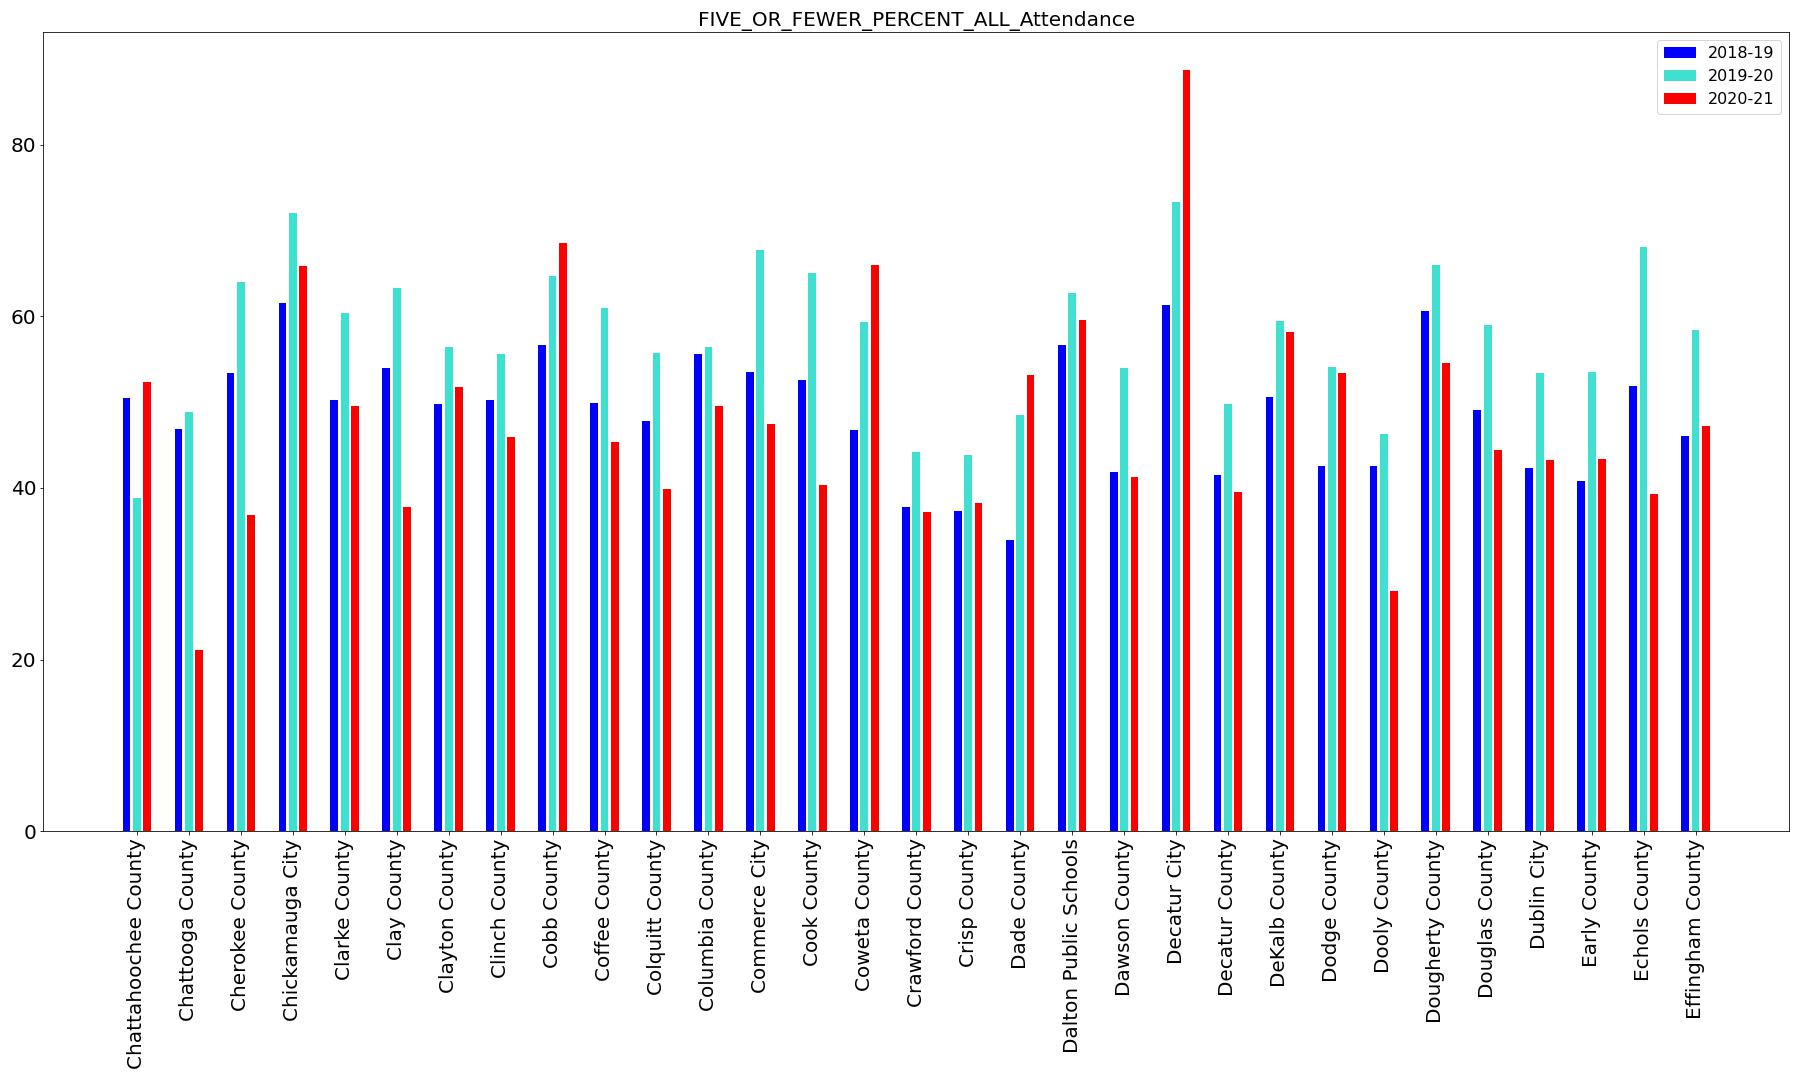 FIVE_OR_FEWER_PERCENT_ALL_Attendance
2018-19
2019-20
2020-21
80
60
40
20
0
Chattahoochee County
Chattooga County
Cherokee County
Chickamauga City
Clarke County
Clay County
Clayton County
Clinch County
Cobb County
Coffee County
Colquitt County
Columbia County
Commerce City
Cook County
Coweta County
Crawford County
Crisp County
Dade County
Dalton Public Schools
Dawson County
Decatur City
Decatur County
DeKalb County
Dodge County
Dooly County
Dougherty County
Douglas County
Dublin City
Early County
Echols County
Effingham County